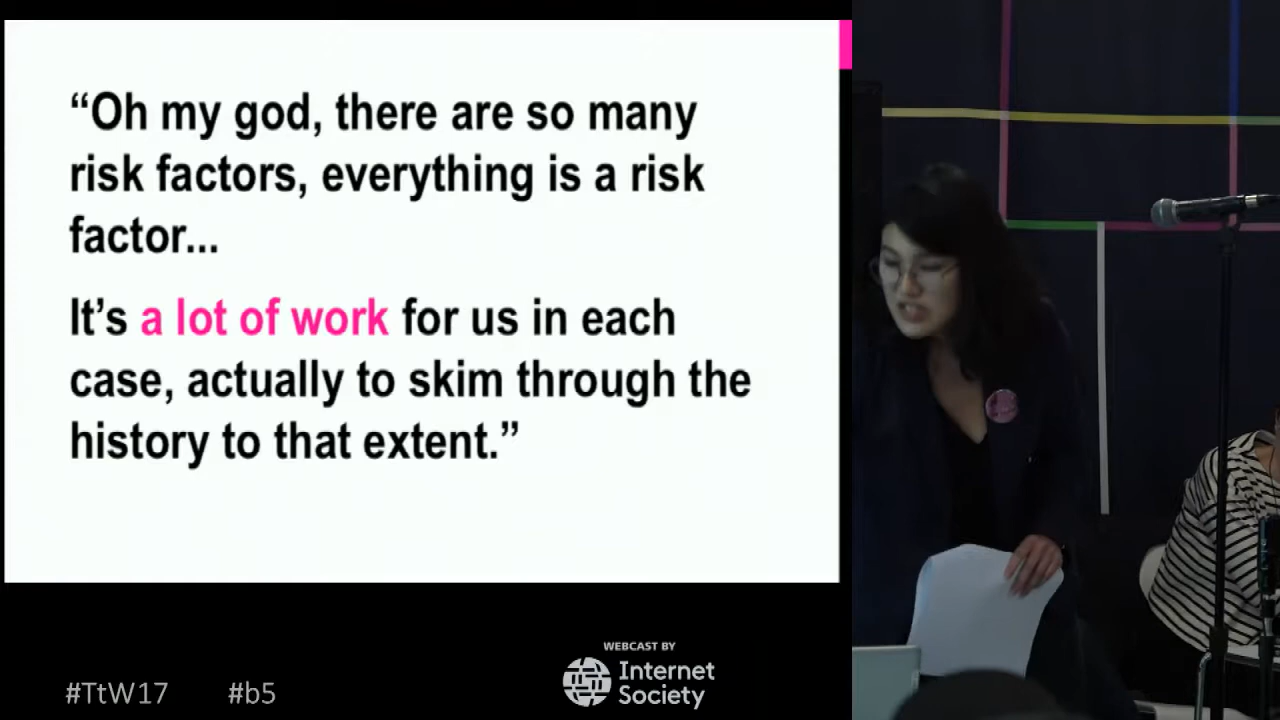 “Oh my god, there are so many
risk factors, everything is a risk
factor...
It’s a lot of work for us in each
case, actually to skim through the
history to that extent.”
WEBCAST BY
Internet
Society
#TtW17 #b5